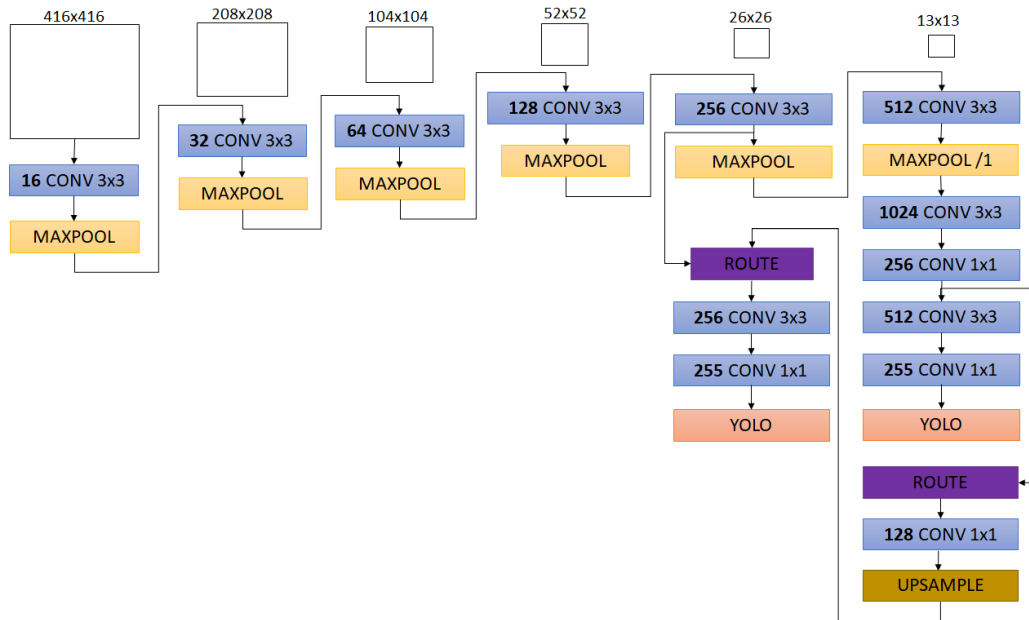 416x416
16 CONV 3x3
MAXPOOL
208x208
32 CONV 3x3
MAXPOOL
104x104
64 CONV 3x3
MAXPOOL
52x52
128 CONV 3x3
MAXPOOL
26x26
256 CONV 3x3
MAXPOOL
ROUTE
256 CONV 3x3
255 CONV 1x1
YOLO
13x13
512 CONV 3x3
MAXPOOL /1
1024 CONV 3x3
256 CONV 1x1
512 CONV 3x3
255 CONV 1x1
YOLO
ROUTE
128 CONV 1x1
UPSAMPLE